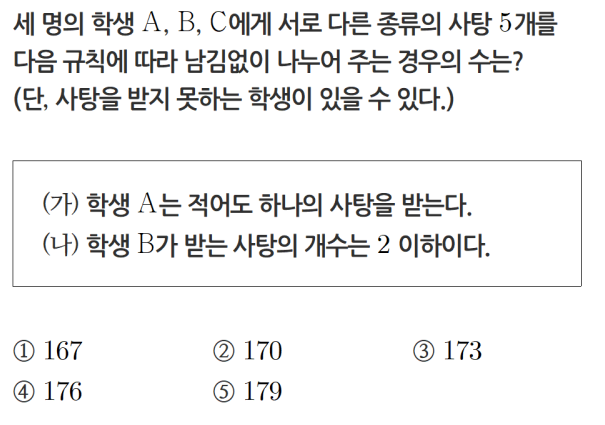 세 명의 학생 A, B, C에게 서로 다른 종류의 사탕 5개를
다음 규칙에 따라 남김없이 나누어 주는 경우의 수는?
(단, 사탕을 받지 못하는 학생이 있을 수 있다.)
(가) 학생 A는 적어도 하나의 사탕을 받는다.
(나) 학생 B가 받는 사탕의 개수는 2 이하이다.
① 167 ② 170 ③ 173
④ 176 ⑤ 179